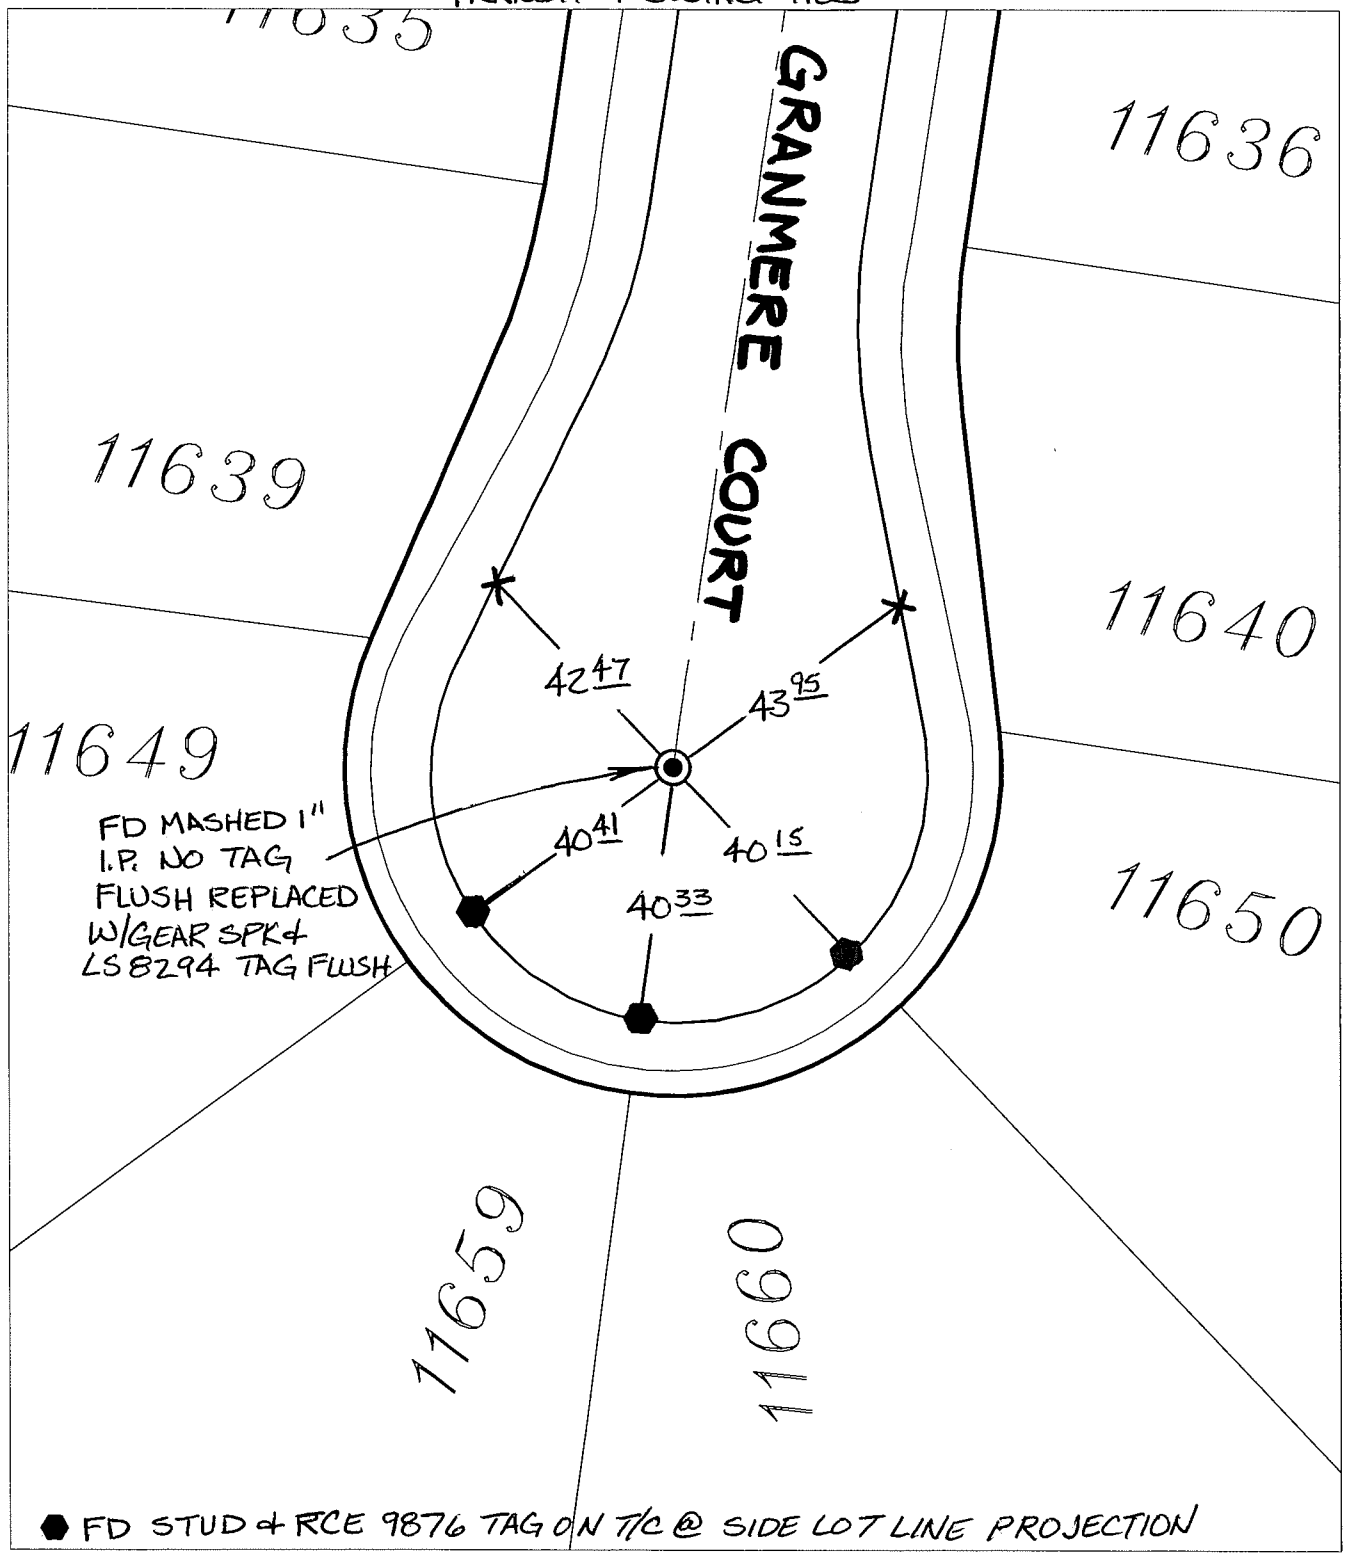 11635
GRANMERE COURT
11636
11639
11640
42 47
43 95
11649
FD MASHED 1"
I.P. NO TAG
FLUSH REPLACED
W/GEAR SPK &
LS 8294 TAG FLUSH
40 41
40 15
40 33
11650
11659
11660
FD STUD & RCE 9876 TAG ON T/C @ SIDE LOT LINE PROJECTION